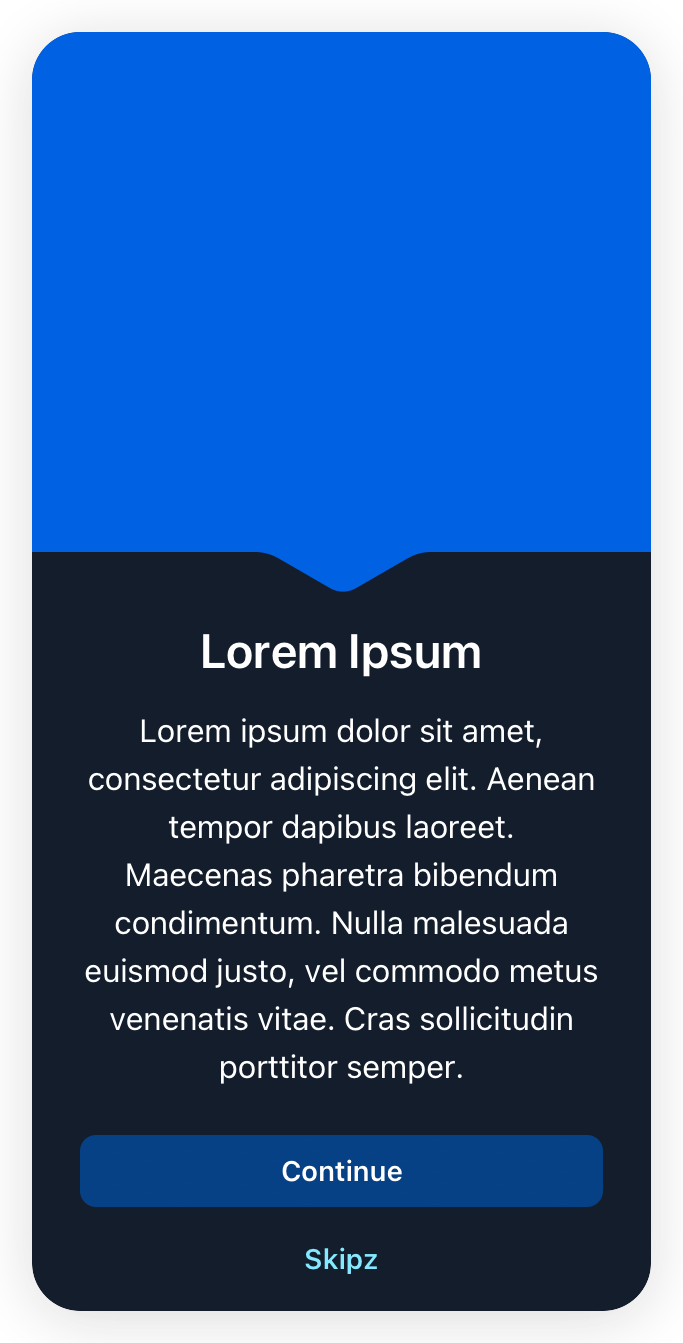 Lorem Ipsum
Lorem ipsum dolor sit amet,
consectetur adipiscing elit. Aenean
tempor dapibus laoreet.
Maecenas pharetra bibendum
condimentum. Nulla malesuada
euismod justo, vel commodo metus
venenatis vitae. Cras sollicitudin
porttitor semper.
Continue
Skipz